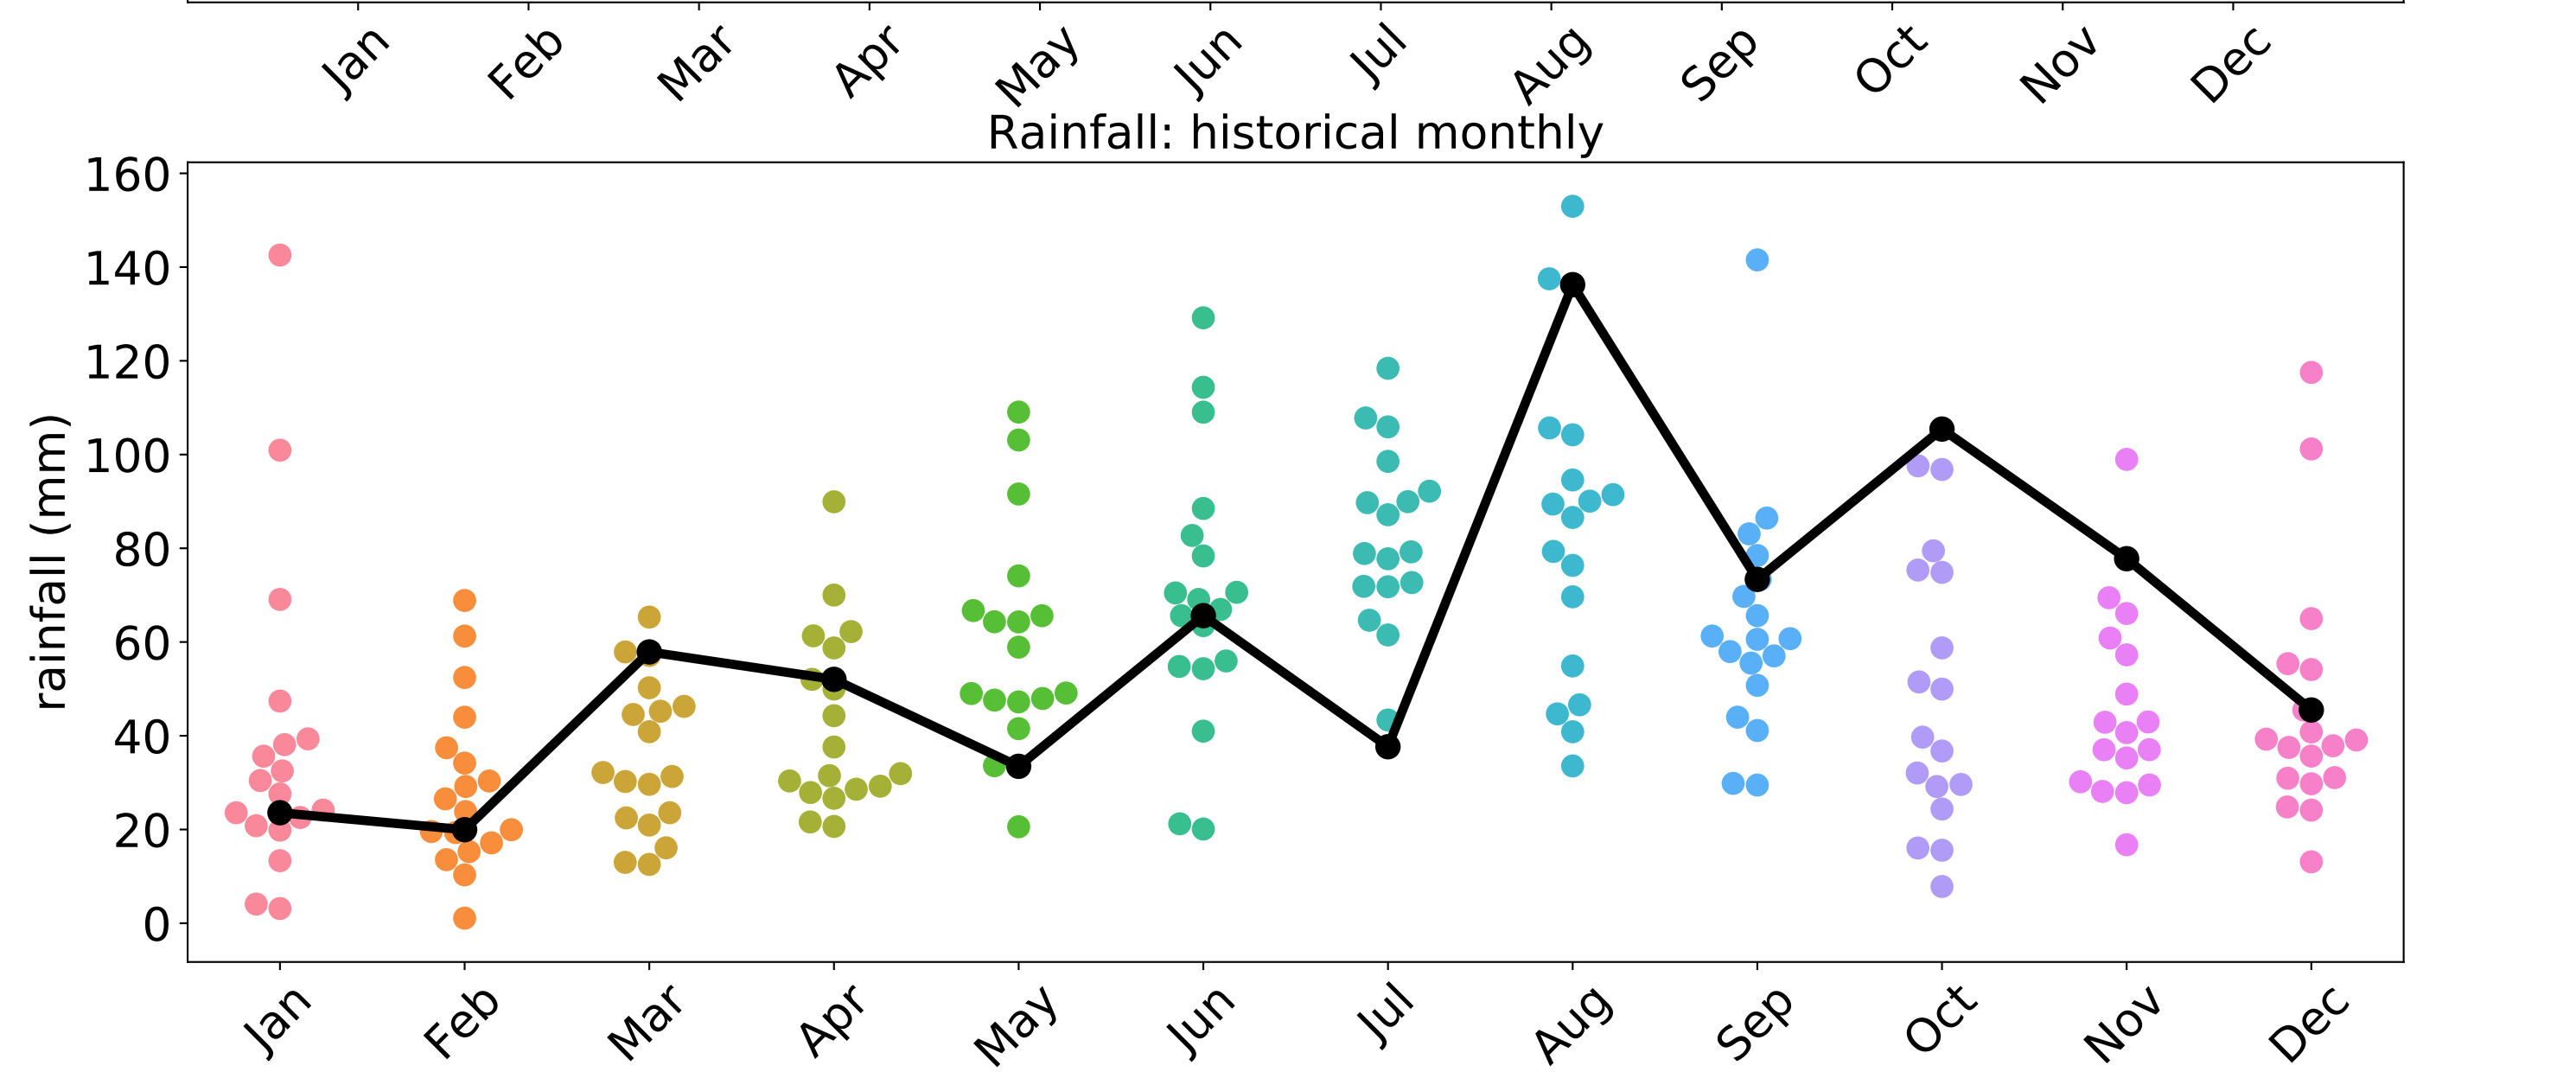 Jan Feb Mar Apr May Jun Jul Aug Sep Oct Nov Dec
Rainfall: historical monthly
160
140
120
100
80
60
40
20
0
rainfall (mm)
Jan Feb Mar Apr May Jun Jul Aug Sep Oct Nov Dec